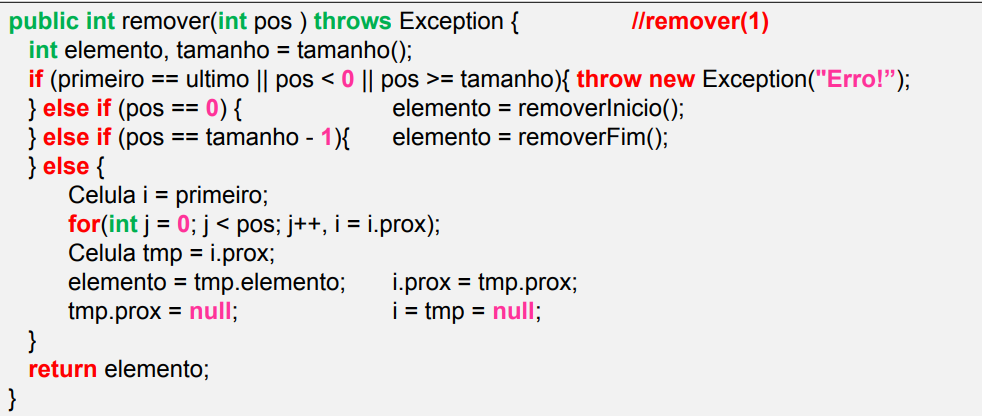 public int remover(int pos ) throws Exception { //remover(1)
int elemento, tamanho = tamanho();
if (primeiro == ultimo || pos < 0 || pos >= tamanho){ throw new Exception("Erro!”);
} else if (pos == 0) { elemento = removerInicio();
} else if (pos == tamanho - 1){ elemento = removerFim();
} else {
Celula i = primeiro;
for(int j = 0; j < pos; j++, i = i.prox);
Celula tmp = i.prox;
elemento = tmp.elemento; i.prox = tmp.prox;
tmp.prox = null; i = tmp = null;
}
return elemento;
}